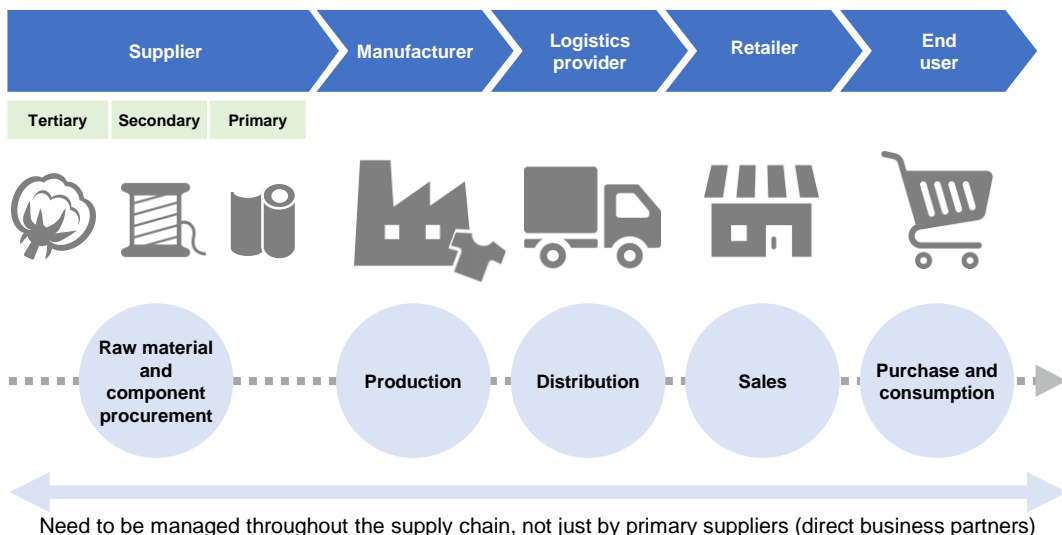 Supplier
Manufacturer
Logistics
provider
Retailer
End
user
Tertiary
Secondary
Primary
Raw material
and
component
procurement
Production
Distribution
Sales
Purchase and
consumption
Need to be managed throughout the supply chain, not just by primary suppliers (direct business partners)